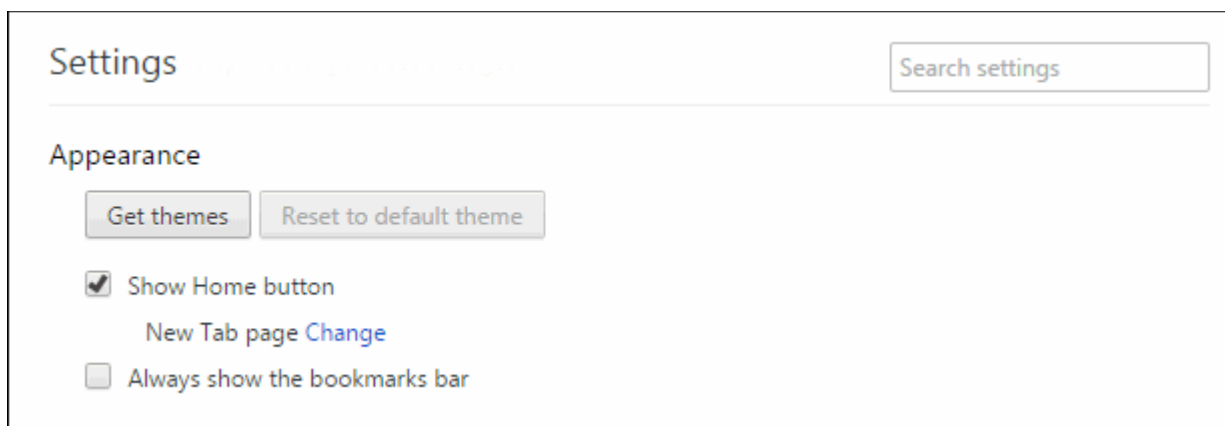 Settings
Search settings
Appearance
Get themes
Reset to default theme
Show Home button
New Tab page Change
Always show the bookmarks bar